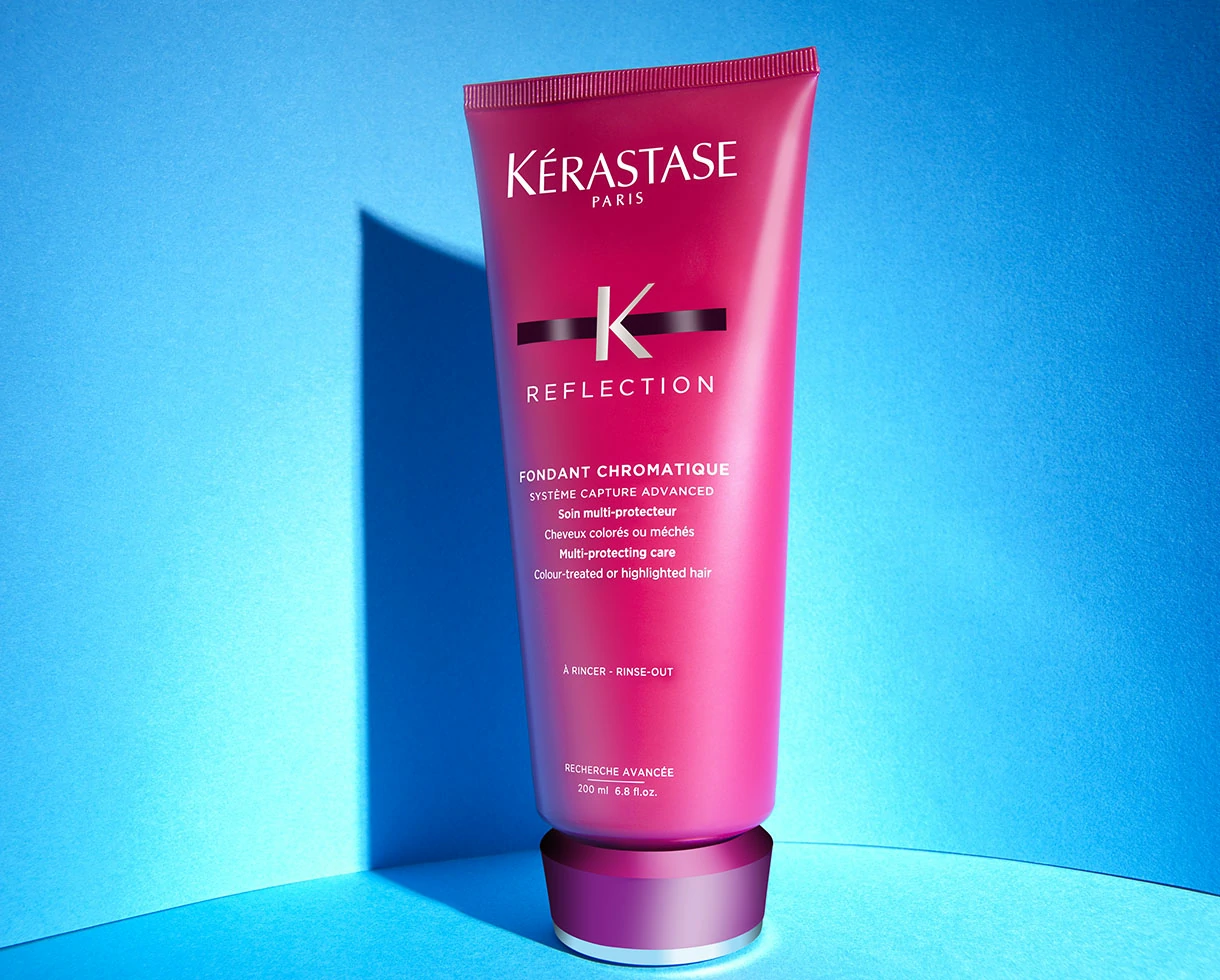 KÉRASTASE
PARIS
K
REFLECTION
FONDANT CHROMATIQUE
SYSTÈME CAPTURE ADVANCED
Soin multi-protecteur
Cheveux colorés ou méchés
Multi-protecting care
Colour-treated or highlighted hair
À RINCER - RINSE-OUT
RECHERCHE AVANCÉE
200 ml 6.8 fl.oz.